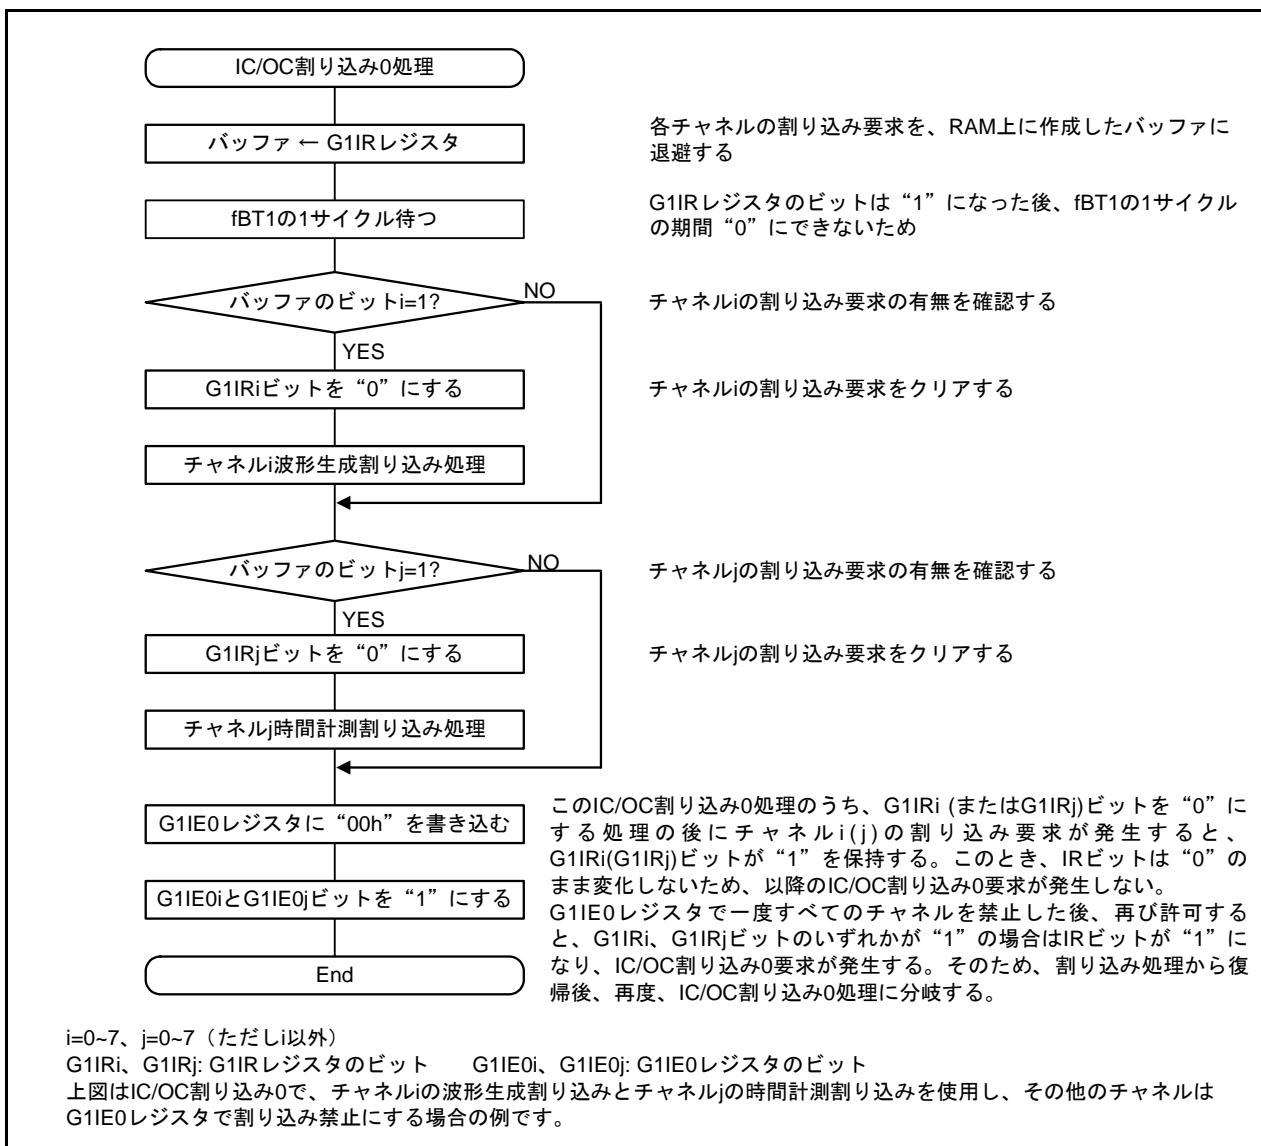 IC/OC割り込み0処理
バッファ ← G1IRレジスタ
各チャネルの割り込み要求を、RAM上に作成したバッファに
退避する
fBT1の1サイクル待つ
G1IRレジスタのビットは“1”になった後、fBT1の1サイクル
の期間“0”にできないため
バッファのビットi=1?
NO
チャネルiの割り込み要求の有無を確認する
YES
G1IRiビットを“0”にする
チャネルiの割り込み要求をクリアする
チャネルi波形生成割り込み処理
バッファのビットj=1?
NO
チャネルjの割り込み要求の有無を確認する
YES
G1IRjビットを“0”にする
チャネルjの割り込み要求をクリアする
チャネルj時間計測割り込み処理
G1IE0レジスタに“00h”を書き込む
G1IE0iとG1IE0jビットを“1”にする
End
このIC/OC割り込み0処理のうち、G1IRi (またはG1IRj)ビットを“0”に
する処理の後にチャネルi(j)の割り込み要求が発生すると、
G1IRi(G1IRj)ビットが“1”を保持する。このとき、IRビットは“0”の
まま変化しないため、以降のIC/OC割り込み0要求が発生しない。
G1IE0レジスタで一度すべてのチャネルを禁止した後、再び許可する
と、G1IRi、G1IRjビットのいずれかが“1”の場合はIRビットが“1”に
なり、IC/OC割り込み0要求が発生する。そのため、割り込み処理から復
帰後、再度、IC/OC割り込み0処理に分岐する。
i=0~7、j=0~7（ただしi以外）
G1IRi、G1IRj: G1IRレジスタのビット　　G1IE0i、G1IE0j: G1IE0レジスタのビット
上図はIC/OC割り込み0で、チャネルiの波形生成割り込みとチャネルjの時間計測割り込みを使用し、その他のチャネルは
G1IE0レジスタで割り込み禁止にする場合の例です。